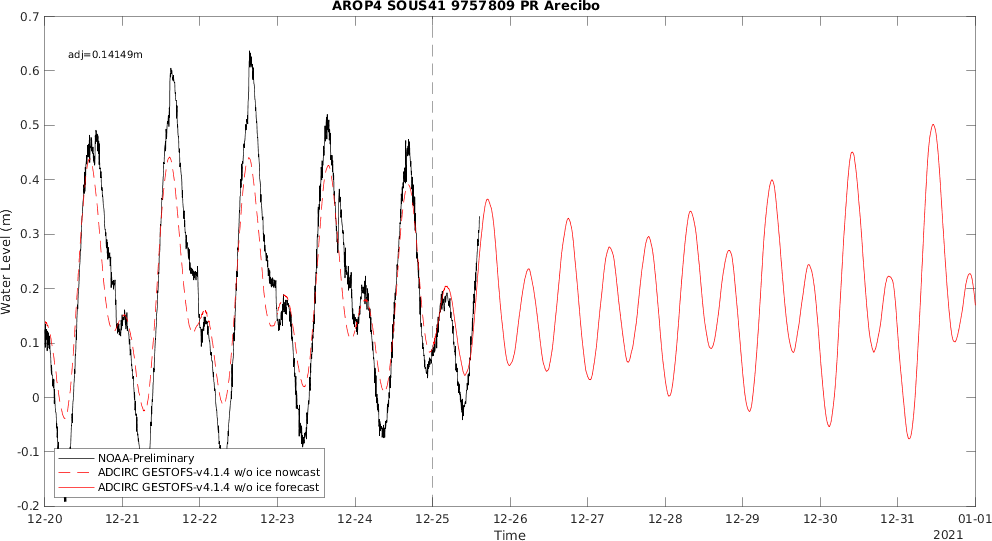 AROP4 SOUS41 9757809 PR Arecibo
adj=0.14149m
0.7
0.6
0.5
0.4
0.3
0.2
0.1
0
-0.1
-0.2
Water Level (m)
NOAA-Preliminary
ADCIRC GESTOFS-v4.1.4 w/o ice nowcast
ADCIRC GESTOFS-v4.1.4 w/o ice forecast
12-20 12-21 12-22 12-23 12-24 12-25 12-26 12-27 12-28 12-29 12-30 12-31 01-01
Time
2021